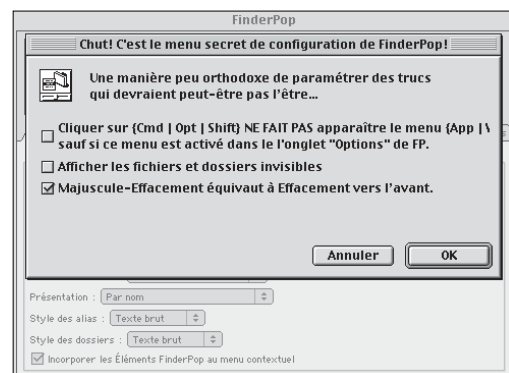 FinderPop
Chut! C'est le menu secret de configuration de FinderPop!
Une manière peu orthodoxe de paramétrer des trucs
qui devraient peut-être pas l'être...
Cliquer sur {Cmd | Opt | Shift} NE FAIT PAS apparaître le menu {App | \
sauf si ce menu est activé dans le l'onglet "Options" de FP.
Afficher les fichiers et dossiers invisibles
Majuscule-Effacement équivaut à Effacement vers l'avant.
Annuler
OK
Présentation : Par nom
Style des alias : Texte brut
Style des dossiers : Texte brut
Incorporer les Éléments FinderPop au menu contextuel